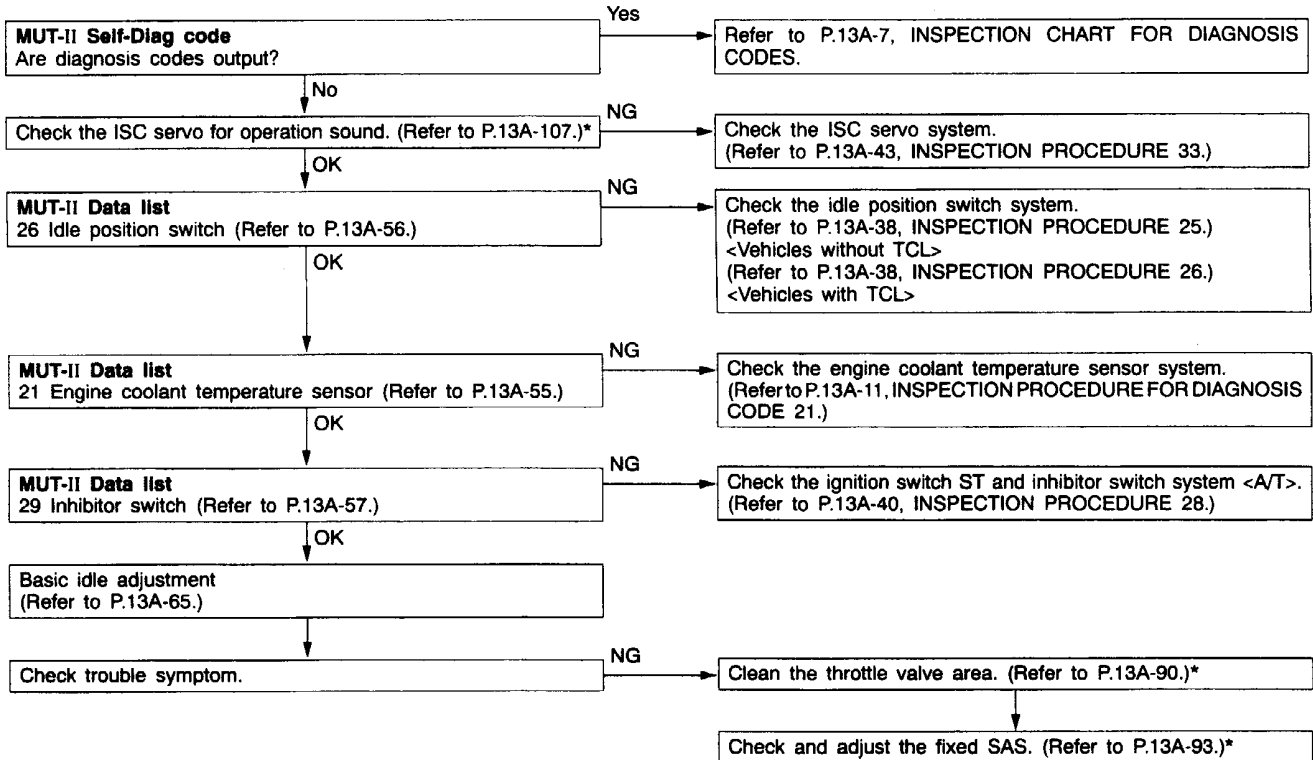 MUT-II Self-Diag code
Are diagnosis codes output?
Yes
Refer to P.13A-7, INSPECTION CHART FOR DIAGNOSIS
CODES.
No
Check the ISC servo for operation sound. (Refer to P.13A-107.)*
NG
Check the ISC servo system.
(Refer to P.13A-43, INSPECTION PROCEDURE 33.)
OK
MUT-II Data list
26 Idle position switch (Refer to P.13A-56.)
NG
Check the idle position switch system.
(Refer to P.13A-38, INSPECTION PROCEDURE 25.)
<Vehicles without TCL>
(Refer to P.13A-38, INSPECTION PROCEDURE 26.)
<Vehicles with TCL>
OK
MUT-II Data list
21 Engine coolant temperature sensor (Refer to P.13A-55.)
NG
Check the engine coolant temperature sensor system.
(Refer to P.13A-11, INSPECTION PROCEDURE FOR DIAGNOSIS
CODE 21.)
OK
MUT-II Data list
29 Inhibitor switch (Refer to P.13A-57.)
NG
Check the ignition switch ST and inhibitor switch system <A/T>.
(Refer to P.13A-40, INSPECTION PROCEDURE 28.)
OK
Basic idle adjustment
(Refer to P.13A-65.)
Check trouble symptom.
NG
Clean the throttle valve area. (Refer to P.13A-90.)*
Check and adjust the fixed SAS. (Refer to P.13A-93.)*